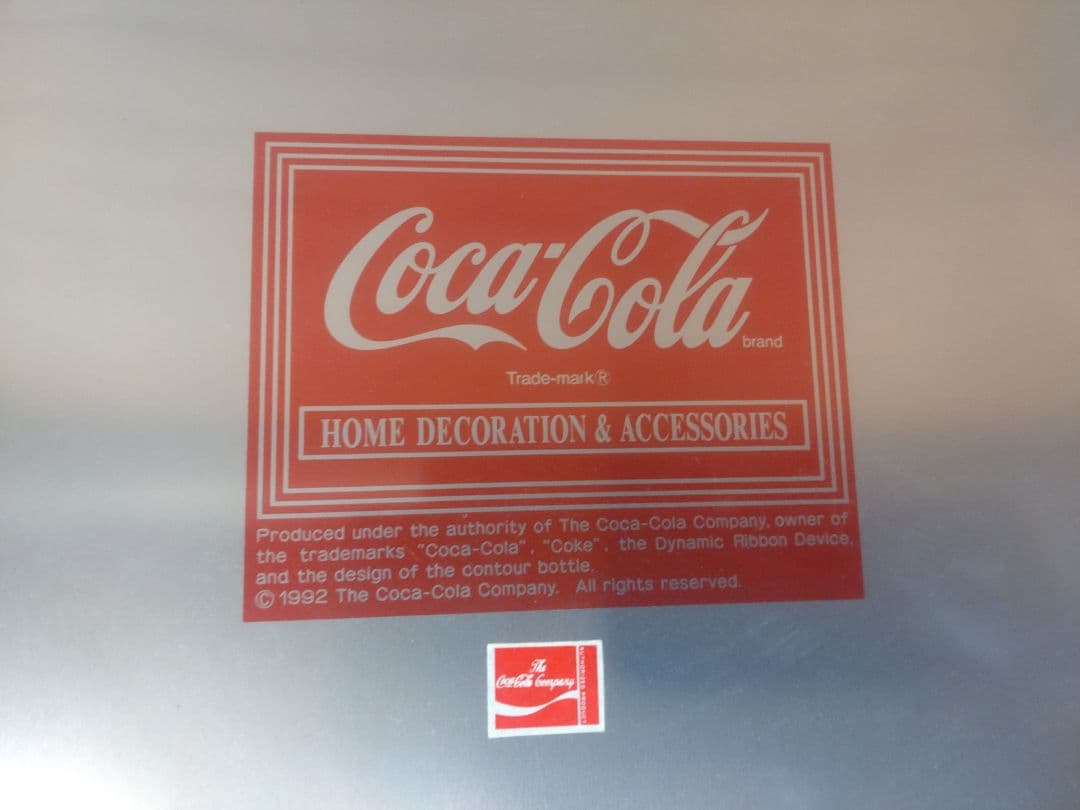 Coca-Cola
brand
Trade-mark®
HOME DECORATION & ACCESSORIES
Produced under the authority of The Coca-Cola Company, owner of
the trademarks "Coca-Cola", "Coke", the Dynamic Ribbon Device,
and the design of the contour bottle.
© 1992 The Coca-Cola Company. All rights reserved.
The
Coca-Cola Company
AUTHORIZED PRODUCT